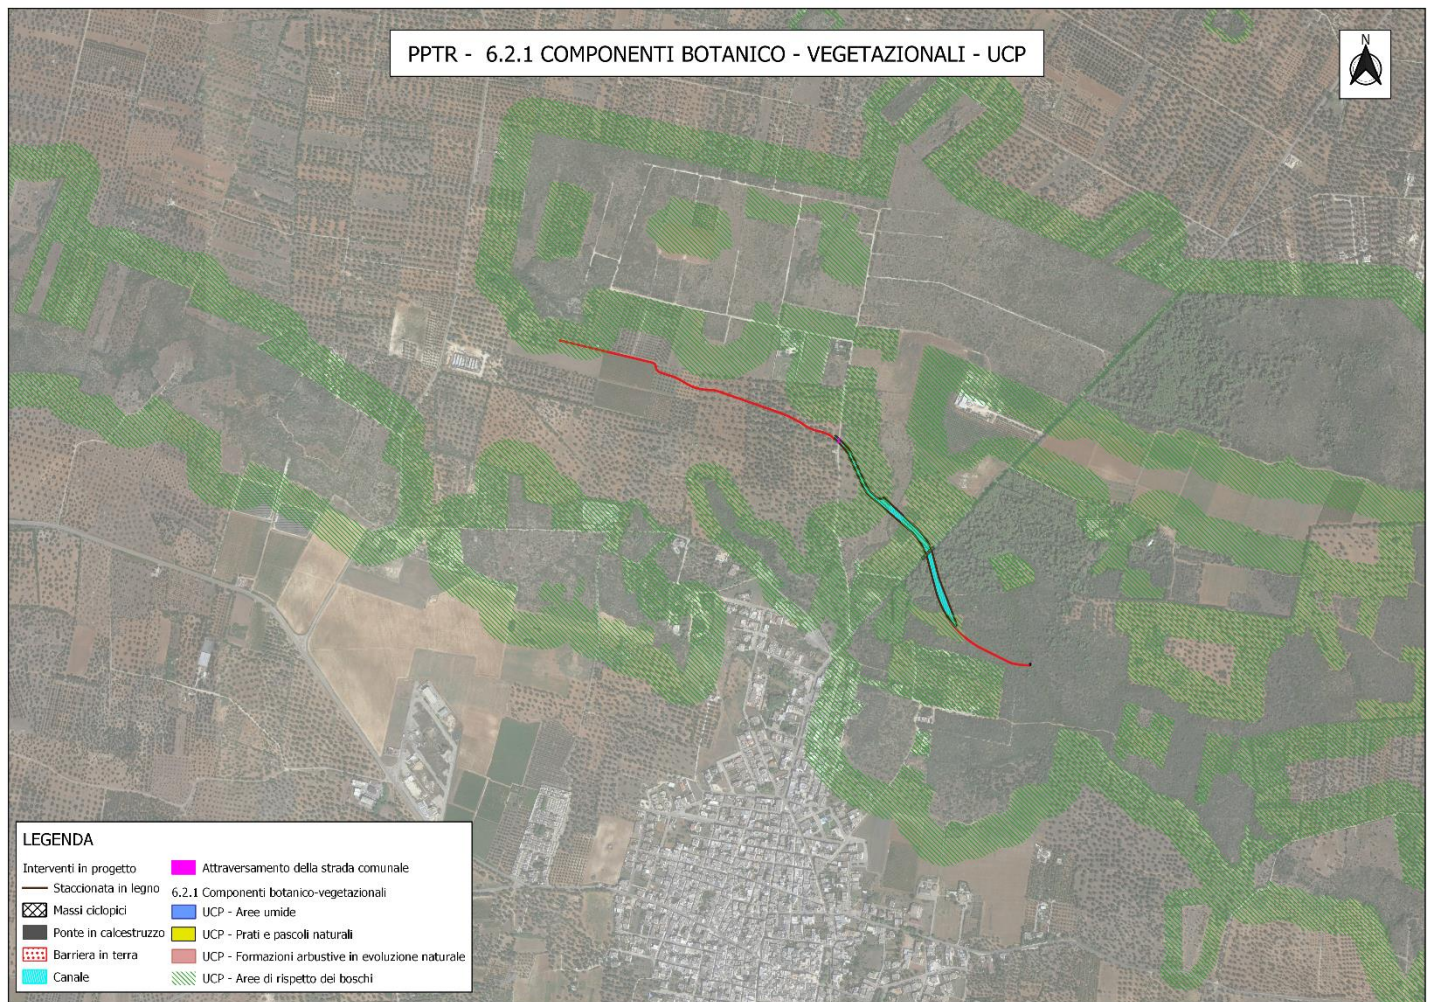 PPTR - 6.2.1 COMPONENTI BOTANICO - VEGETAZIONALI - UCP
N
LEGENDA
Interventi in progetto
Staccionata in legno
Massi ciclopici
Ponte in calcestruzzo
Barriera in terra
Canale
Attraversamento della strada comunale
6.2.1 Componenti botanico-vegetazionali
UCP - Aree umide
UCP - Prati e pascoli naturali
UCP - Formazioni arbustive in evoluzione naturale
UCP - Aree di rispetto dei boschi